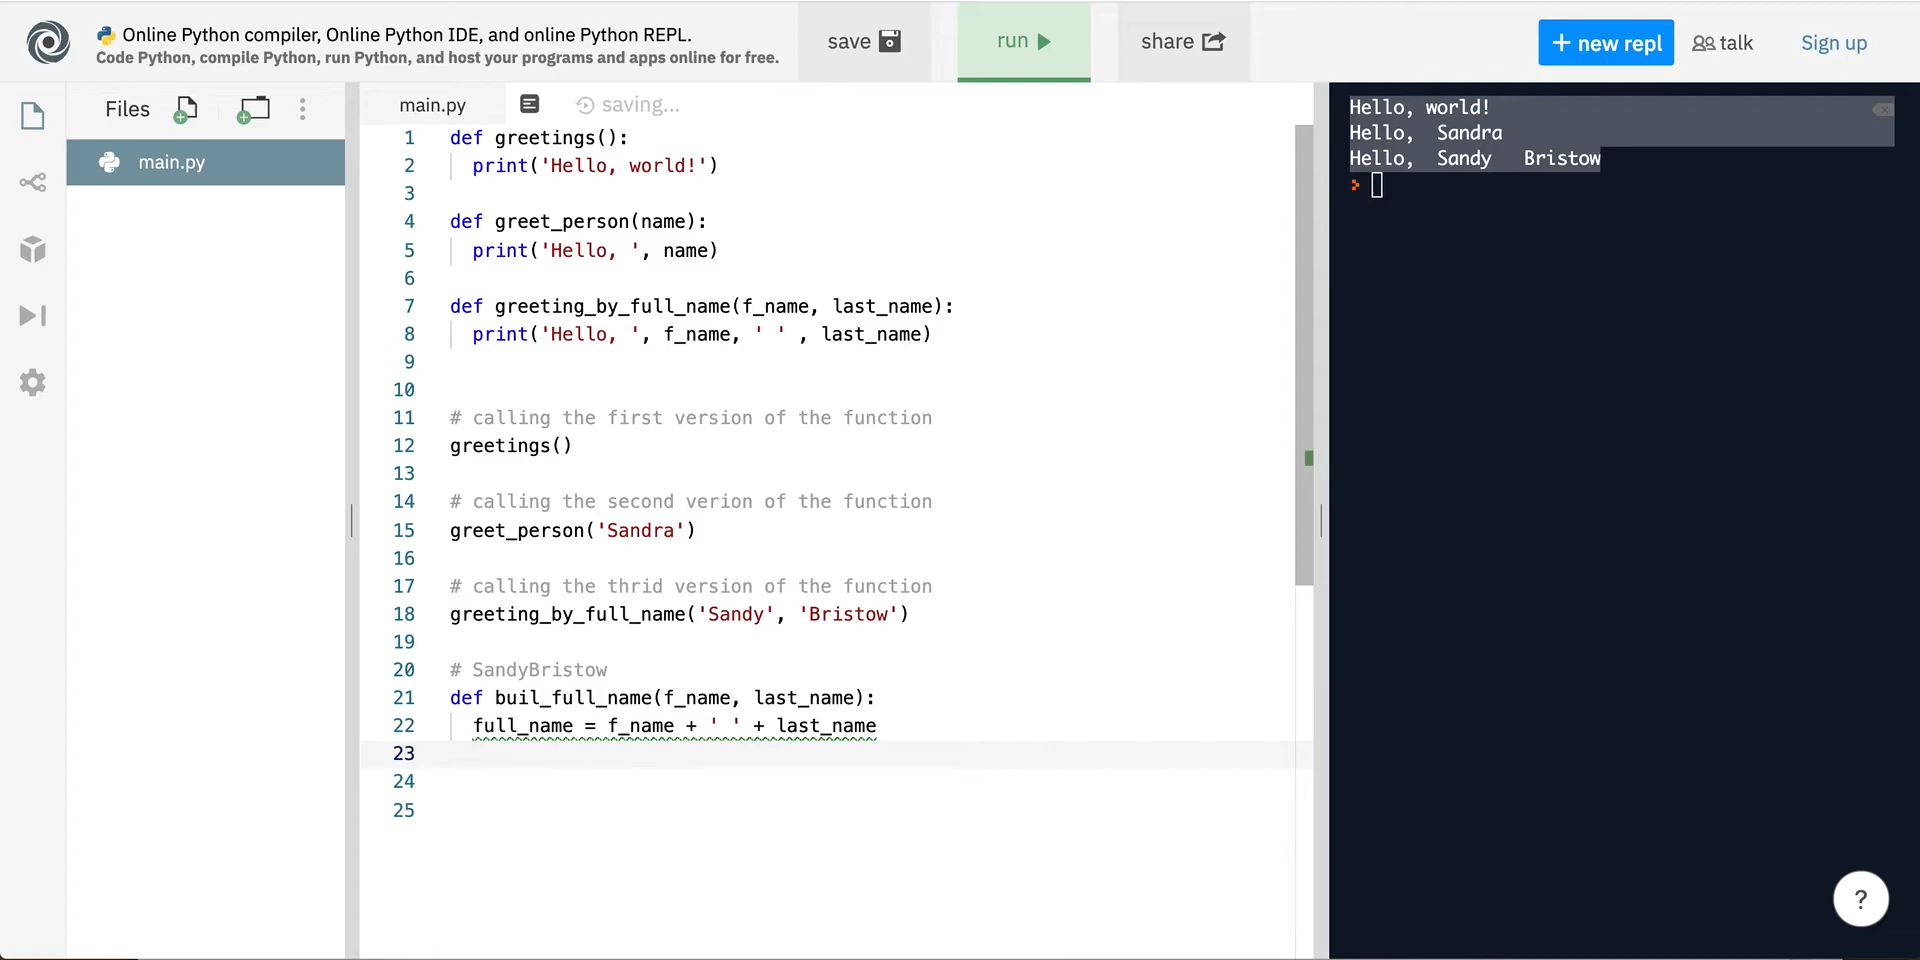 Online Python compiler, Online Python IDE, and online Python REPL.
Code Python, compile Python, run Python, and host your programs and apps online for free.
save
run
share
+ new repl
talk
Sign up
Files
main.py
main.py
saving...
1 def greetings():
2 print('Hello, world!')
3
4 def greet_person(name):
5 print('Hello, ', name)
6
7 def greeting_by_full_name(f_name, last_name):
8 print('Hello, ', f_name, ' ' , last_name)
9
10
11 # calling the first version of the function
12 greetings()
13
14 # calling the second verion of the function
15 greet_person('Sandra')
16
17 # calling the thrid version of the function
18 greeting_by_full_name('Sandy', 'Bristow')
19
20 # SandyBristow
21 def buil_full_name(f_name, last_name):
22 full_name = f_name + ' ' + last_name
23
24
25
Hello, world!
Hello,  Sandra
Hello,  Sandy   Bristow
>
?